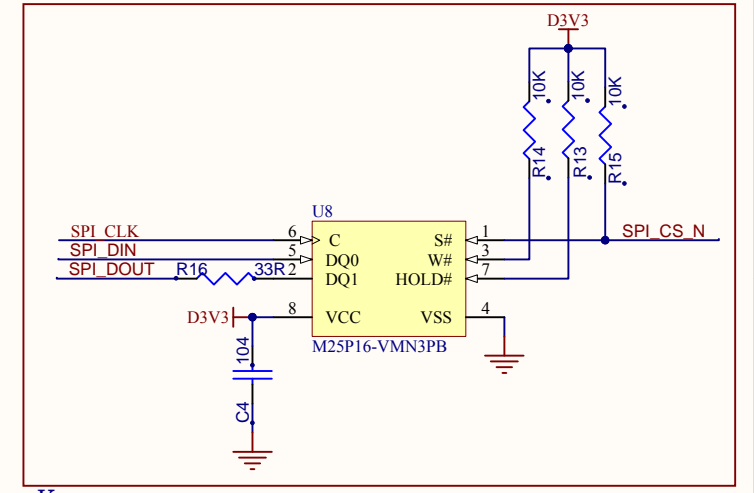 D3V3
10K
10K
10K
R14
R13
R15
U8
SPI_CLK
6
C
S#
1
SPI_CS_N
SPI_DIN
5
DQ0
W#
3
SPI_DOUT
R16
33R
2
DQ1
HOLD#
7
D3V3
8
VCC
VSS
4
M25P16-VMN3PB
104
C4